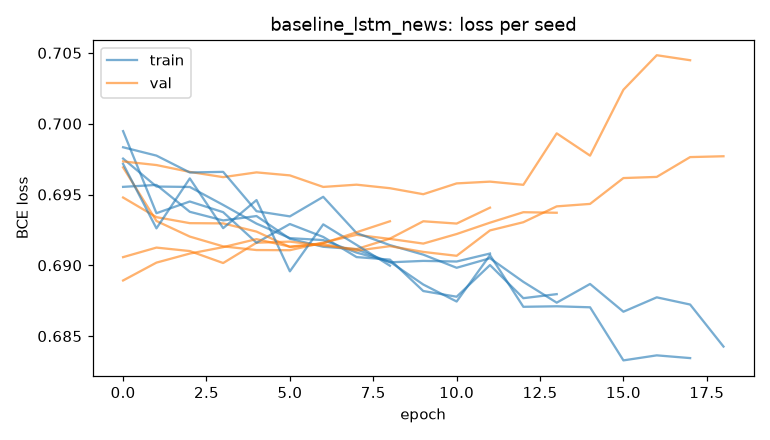 baseline_lstm_news: loss per seed
train
val
0.705
0.700
0.695
0.690
0.685
BCE loss
0.0 2.5 5.0 7.5 10.0 12.5 15.0 17.5
epoch